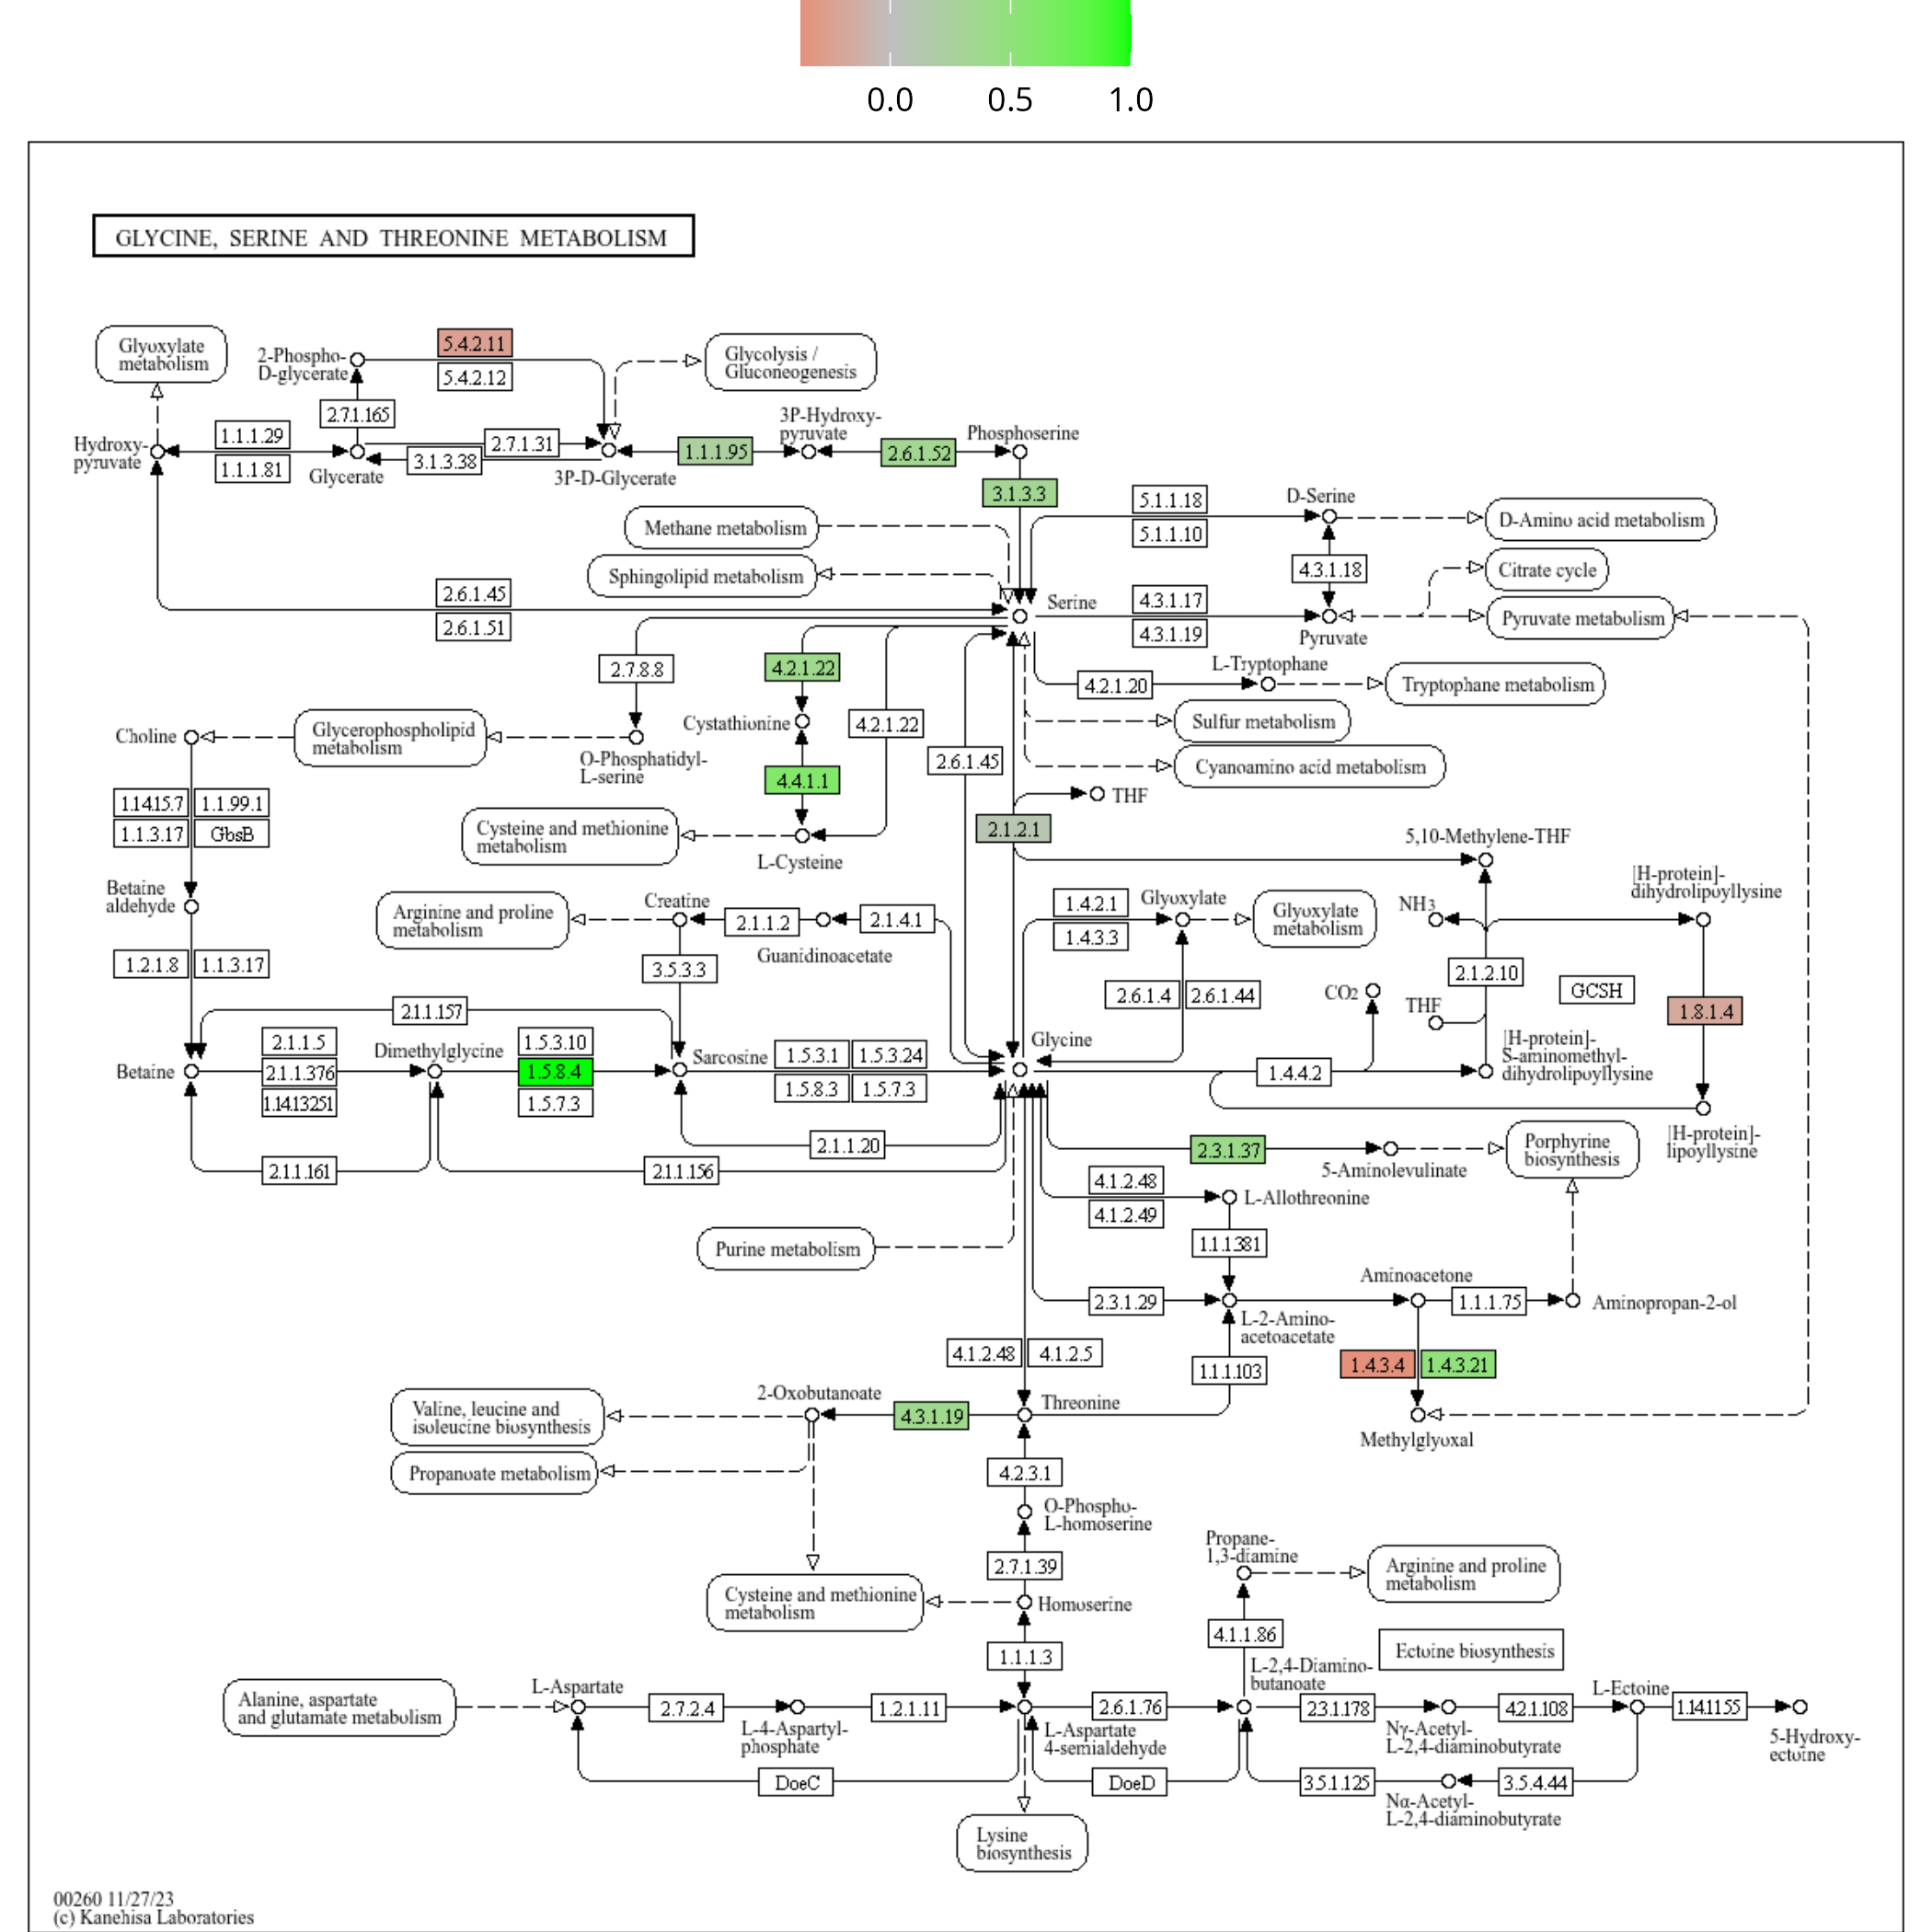 0.0 0.5 1.0
GLYCINE, SERINE AND THREONINE METABOLISM
Glyoxylate
metabolism
2-Phospho-
D-glycerate
5.4.2.11
5.4.2.12
Glycolysis /
Gluconeogenesis
2.7.1.165
3P-Hydroxy-
pyruvate
Phosphoserine
Hydroxy-
pyruvate
1.1.1.29
1.1.1.81
Glycerate
2.7.1.31
3.1.3.38
3P-D-Glycerate
1.1.1.95
2.6.1.52
3.1.3.3
Methane metabolism
Sphingolipid metabolism
5.1.1.18
5.1.1.10
D-Serine
D-Amino acid metabolism
4.3.1.18
Citrate cycle
2.6.1.45
2.6.1.51
Serine
4.3.1.17
4.3.1.19
Pyruvate
Pyruvate metabolism
2.7.8.8
4.2.1.22
4.2.1.20
L-Tryptophane
Tryptophane metabolism
Choline
Glycerophospholipid
metabolism
O-Phosphatidyl-
L-serine
Cystathionine
4.2.1.22
Sulfur metabolism
2.6.1.45
Cyanoamino acid metabolism
4.4.1.1
THF
1.14.15.7
1.1.99.1
1.1.3.17
GbsB
Cysteine and methionine
metabolism
L-Cysteine
2.1.2.1
5,10-Methylene-THF
Betaine
aldehyde
Arginine and proline
metabolism
Creatine
2.1.1.2
2.1.4.1
Guanidinoacetate
1.4.2.1
1.4.3.3
Glyoxylate
Glyoxylate
metabolism
NH3
[H-protein]-
dihydrolipoyllysine
1.2.1.8
1.1.3.17
3.5.3.3
2.6.1.4
2.6.1.44
CO2
THF
2.1.2.10
GCSH
1.8.1.4
2.1.1.157
Betaine
2.1.1.5
2.1.1.376
1.14.13251
Dimethylglycine
1.5.3.10
1.5.8.4
1.5.7.3
Sarcosine
1.5.3.1
1.5.3.24
1.5.8.3
1.5.7.3
Glycine
1.4.4.2
[H-protein]-
S-aminomethyl-
dihydrolipoyllysine
[H-protein]-
lipoyllysine
2.1.1.20
2.1.1.161
2.1.1.156
2.3.1.37
5-Aminolevulinate
Porphyrine
biosynthesis
4.1.2.48
4.1.2.49
L-Allothreonine
Purine metabolism
1.1.1381
2.3.1.29
L-2-Amino-
acetoacetate
Aminoacetone
1.1.1.75
Aminopropan-2-ol
4.1.2.48
4.1.2.5
1.1.1.103
1.4.3.4
1.4.3.21
Methylglyoxal
Valine, leucine and
isoleucine biosynthesis
2-Oxobutanoate
4.3.1.19
Threonine
Propanoate metabolism
4.2.3.1
O-Phospho-
L-homoserine
2.7.1.39
Cysteine and methionine
metabolism
Homoserine
Propane-
1,3-diamine
Arginine and proline
metabolism
1.1.1.3
4.1.1.86
Ectoine biosynthesis
Alanine, aspartate
and glutamate metabolism
L-Aspartate
2.7.2.4
L-4-Aspartyl-
phosphate
1.2.1.11
L-Aspartate
4-semialdehyde
2.6.1.76
L-2,4-Diamino-
butanoate
2.3.1.178
Nγ-Acetyl-
L-2,4-diaminobutyrate
4.2.1.108
L-Ectoine
1.14.1155
5-Hydroxy-
ectoine
DoeC
DoeD
3.5.1.125
3.5.4.44
Nα-Acetyl-
L-2,4-diaminobutyrate
Lysine
biosynthesis
00260 11/27/23
(c) Kanehisa Laboratories